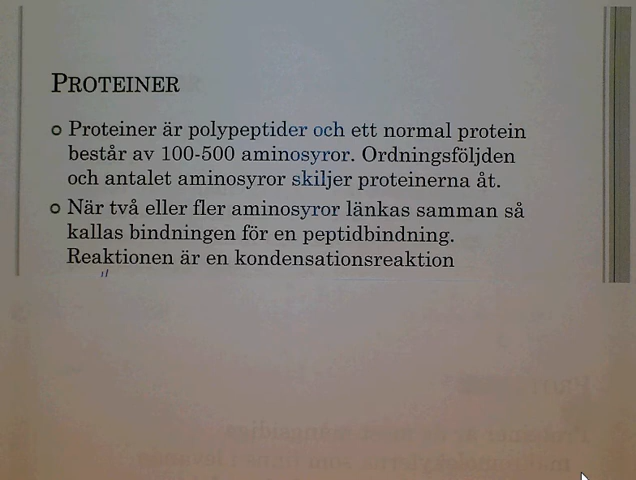 PROTEINER
Proteiner är polypeptider och ett normal protein
består av 100-500 aminosyror. Ordningsföljden
och antalet aminosyror skiljer proteinerna åt.
När två eller fler aminosyror länkas samman så
kallas bindningen för en peptidbindning.
Reaktionen är en kondensationsreaktion